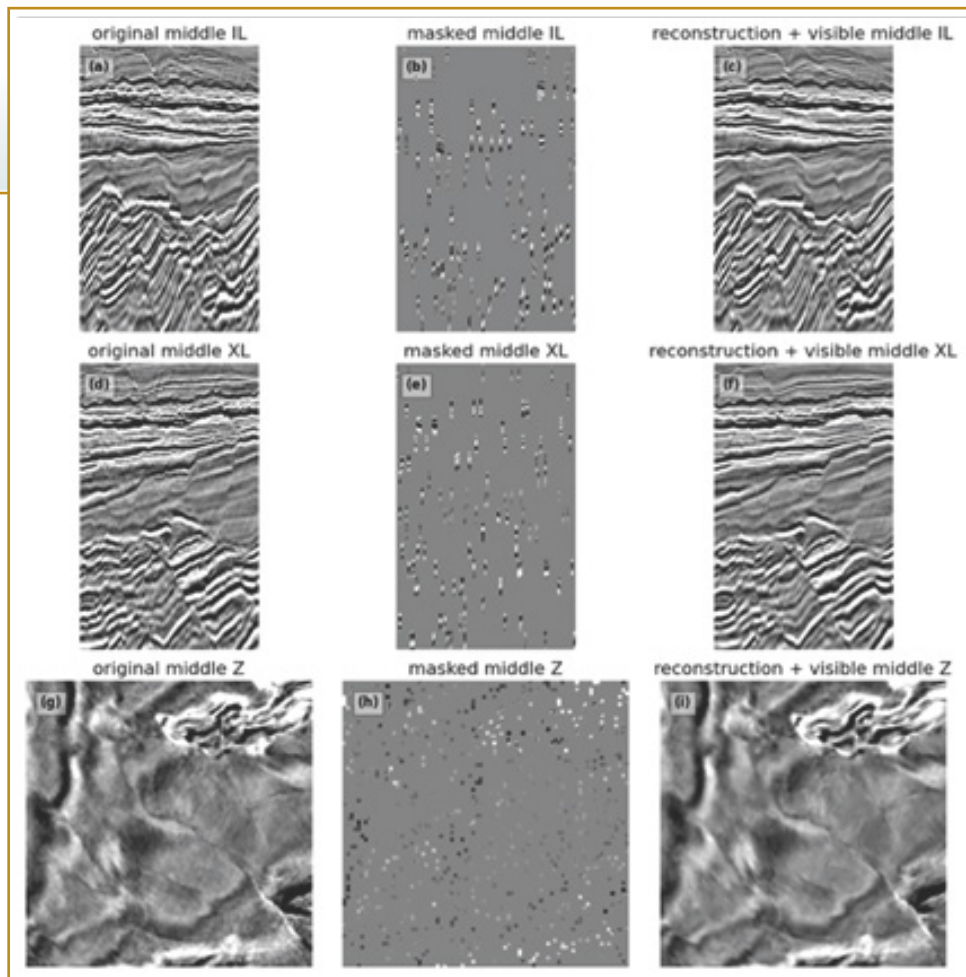 original middle IL
masked middle IL
reconstruction + visible middle IL
(a)
(b)
(c)
original middle XL
masked middle XL
reconstruction + visible middle XL
(d)
(e)
(f)
original middle Z
masked middle Z
reconstruction + visible middle Z
(g)
(h)
(i)